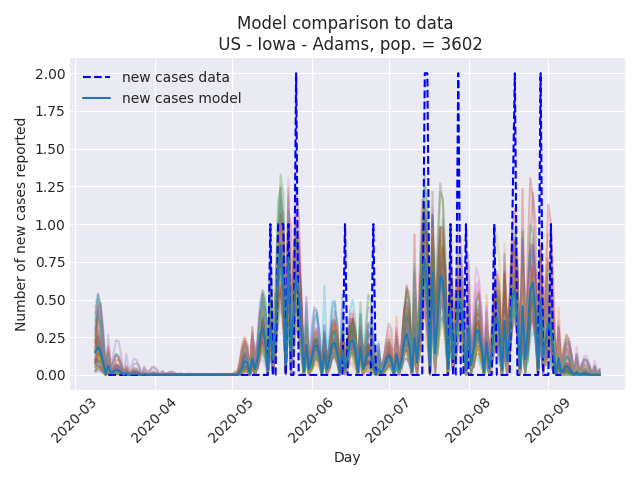 Model comparison to data
US - Iowa - Adams, pop. = 3602
new cases data
new cases model
Number of new cases reported
2.00
1.75
1.50
1.25
1.00
0.75
0.50
0.25
0.00
2020-03
2020-04
2020-05
2020-06
2020-07
2020-08
2020-09
Day